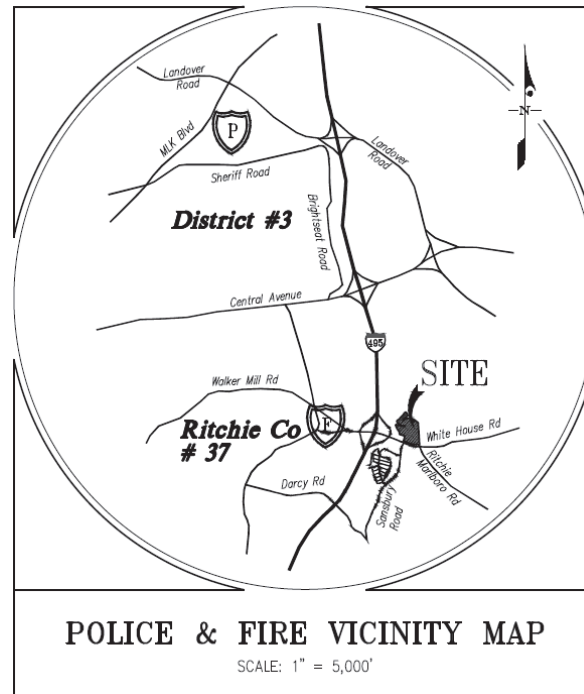 Landover
Road
MLK Blvd
P
N
Landover
Road
Sheriff Road
District #3
Brightseat Road
Central Avenue
495
SITE
Walker Mill Rd
F
Ritchie Co
# 37
White House Rd
Ritchie
Marlboro Rd
Darcy Rd
Sansbury
Road
POLICE & FIRE VICINITY MAP
SCALE: 1" = 5,000'